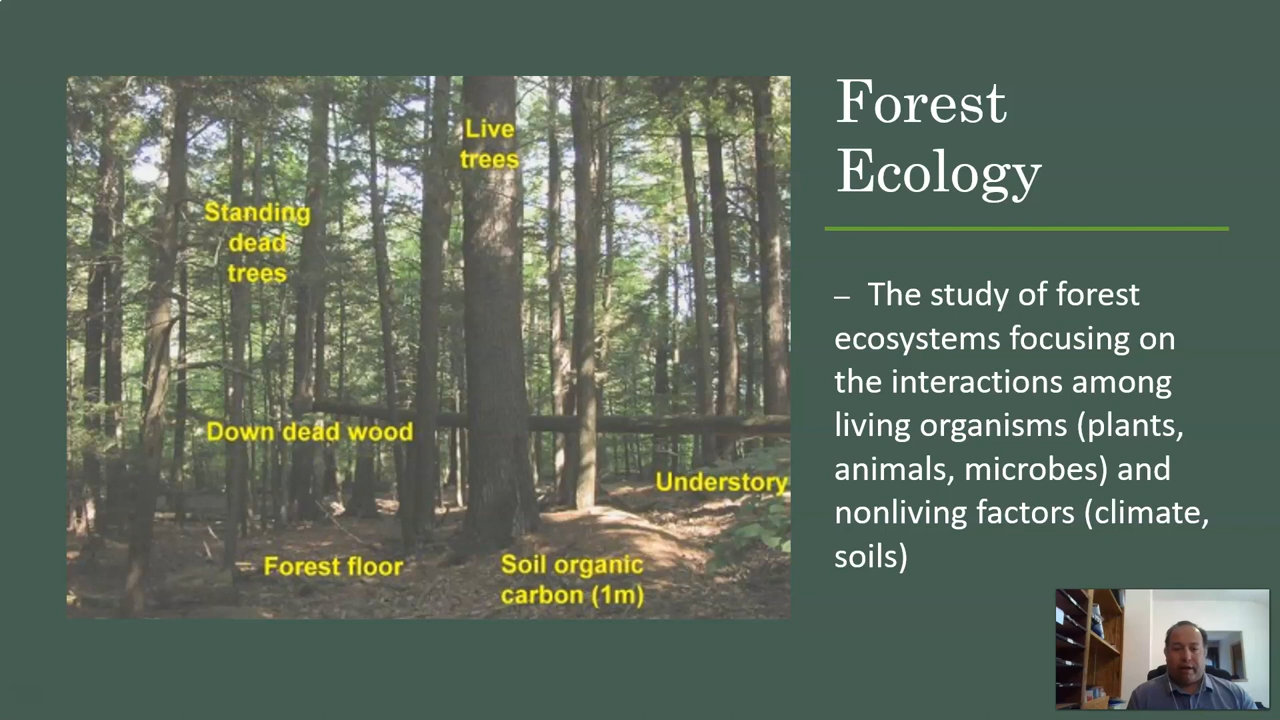 Live
trees
Standing
dead
trees
Down dead wood
Understory
Forest floor
Soil organic
carbon (1m)
Forest
Ecology
– The study of forest
ecosystems focusing on
the interactions among
living organisms (plants,
animals, microbes) and
nonliving factors (climate,
soils)